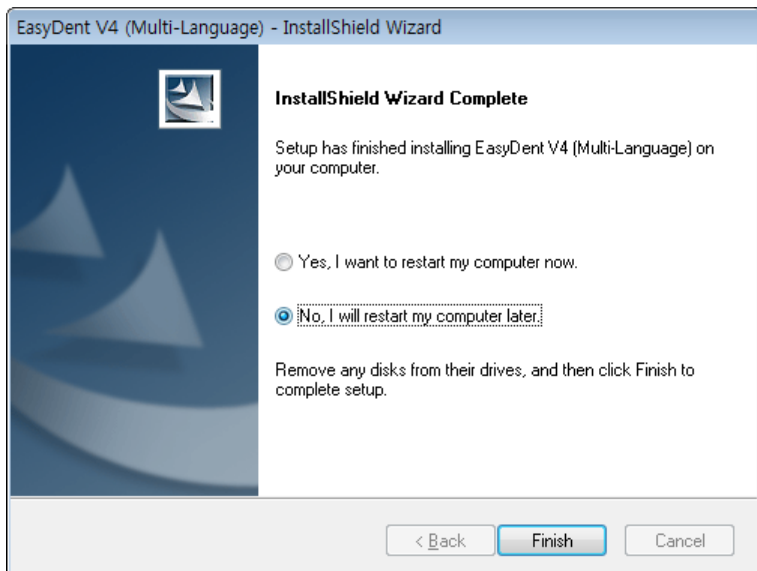 EasyDent V4 (Multi-Language) - InstallShield Wizard
InstallShield Wizard Complete
Setup has finished installing EasyDent V4 (Multi-Language) on
your computer.
Yes, I want to restart my computer now.
No, I will restart my computer later.
Remove any disks from their drives, and then click Finish to
complete setup.
< Back
Finish
Cancel